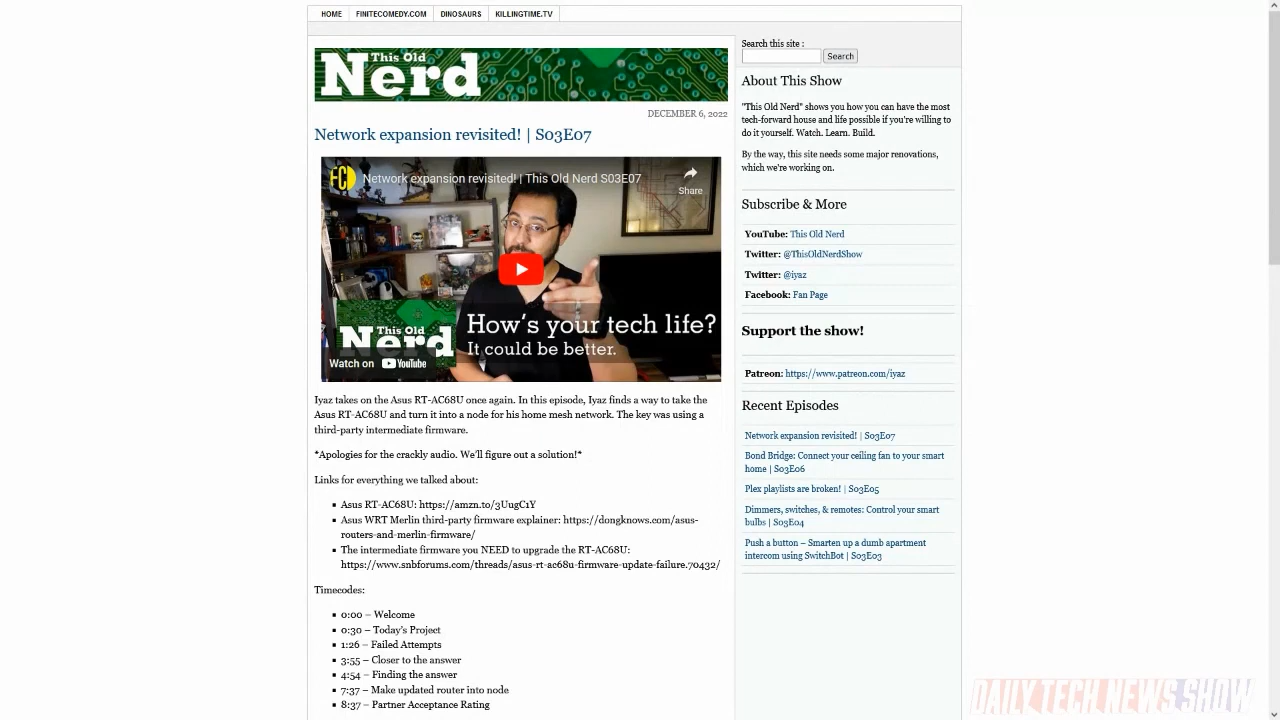 HOME
FINITECOMEDY.COM
DINOSAURS
KILLINGTIME.TV
This Old
Nerd
DECEMBER 6, 2022
Network expansion revisited! | S03E07
FC
Network expansion revisited! | This Old Nerd S03E07
Share
This Old
Nerd
How's your tech life?
It could be better.
Watch on YouTube
Iyaz takes on the Asus RT-AC68U once again. In this episode, Iyaz finds a way to take the
Asus RT-AC68U and turn it into a node for his home mesh network. The key was using a
third-party intermediate firmware.
*Apologies for the crackly audio. We'll figure out a solution!*
Links for everything we talked about:
Asus RT-AC68U: https://amzn.to/3UugC1Y
Asus WRT Merlin third-party firmware explainer: https://dongknows.com/asus-
routers-and-merlin-firmware/
The intermediate firmware you NEED to upgrade the RT-AC68U:
https://www.snbforums.com/threads/asus-rt-ac68u-firmware-update-failure.70432/
Timecodes:
0:00 – Welcome
0:30 – Today's Project
1:26 – Failed Attempts
3:55 – Closer to the answer
4:54 – Finding the answer
7:37 – Make updated router into node
8:37 – Partner Acceptance Rating
Search this site :
Search
About This Show
"This Old Nerd" shows you how you can have the most
tech-forward house and life possible if you're willing to
do it yourself. Watch. Learn. Build.
By the way, this site needs some major renovations,
which we're working on.
Subscribe & More
YouTube: This Old Nerd
Twitter: @ThisOldNerdShow
Twitter: @iyaz
Facebook: Fan Page
Support the show!
Patreon: https://www.patreon.com/iyaz
Recent Episodes
Network expansion revisited! | S03E07
Bond Bridge: Connect your ceiling fan to your smart
home | S03E06
Plex playlists are broken! | S03E05
Dimmers, switches, & remotes: Control your smart
bulbs | S03E04
Push a button – Smarten up a dumb apartment
intercom using SwitchBot | S03E03
DAILY TECH NEWS SHOW